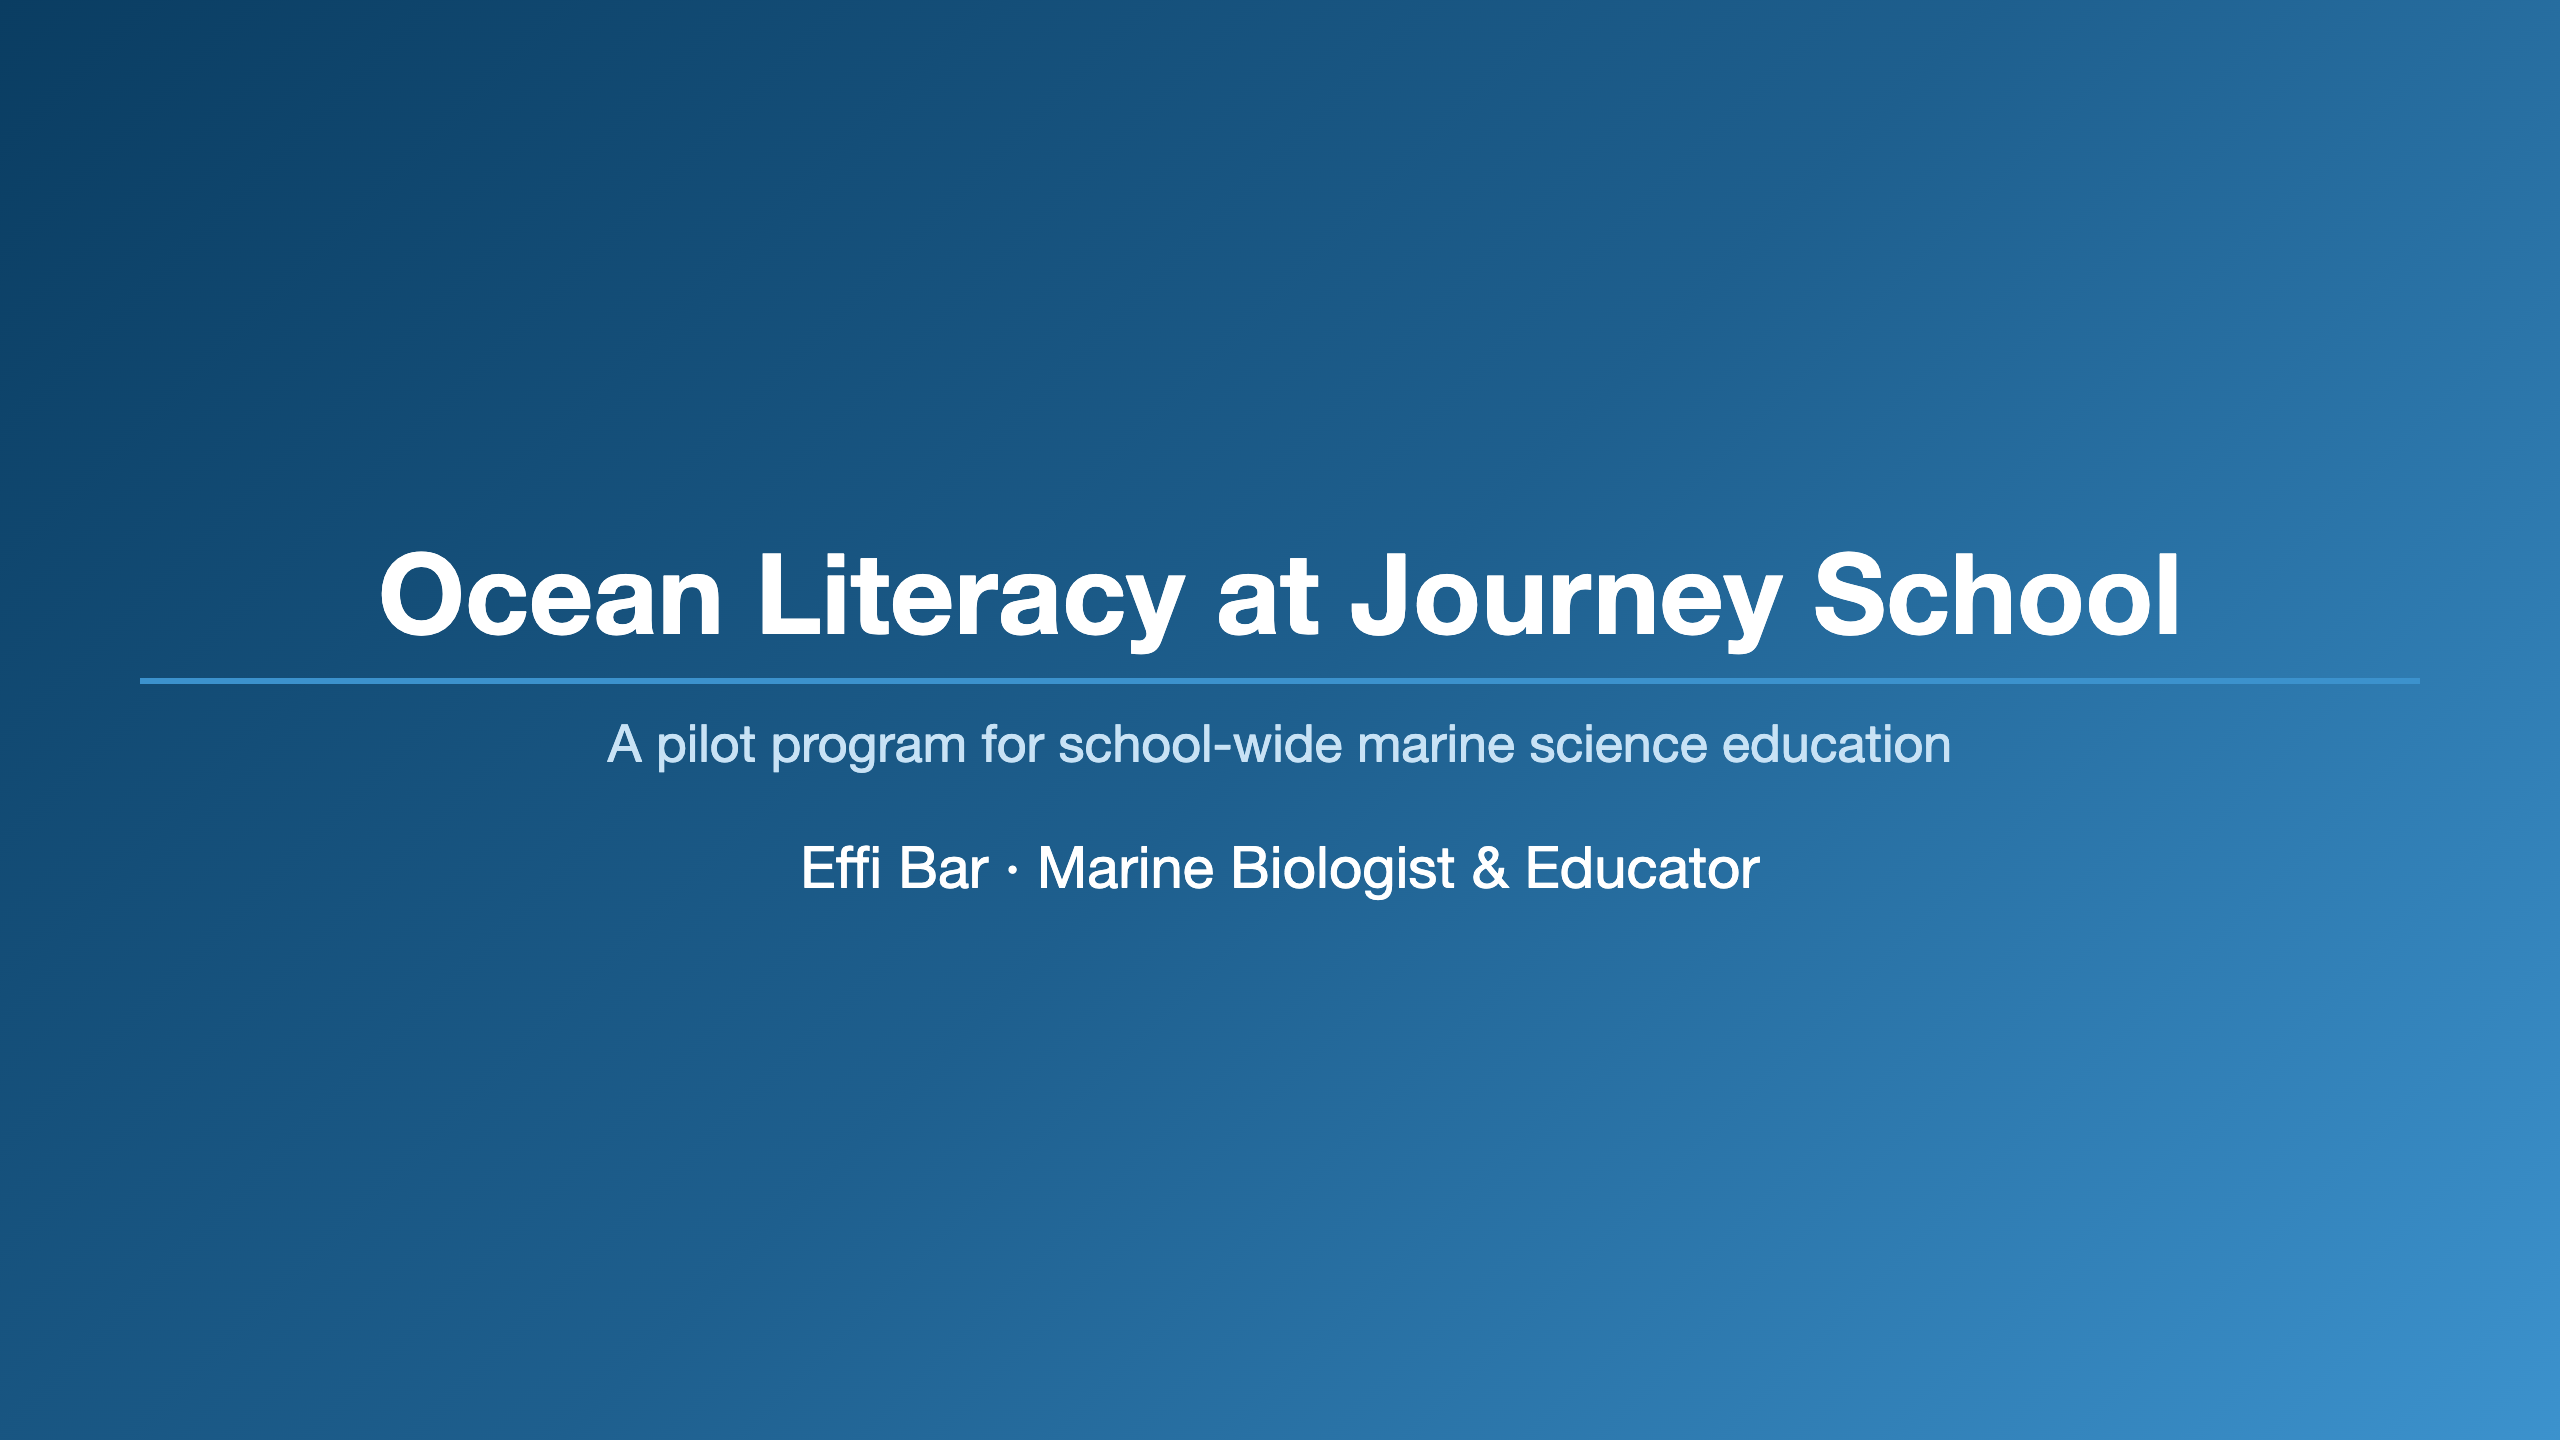 Ocean Literacy at Journey School
A pilot program for school-wide marine science education
Effi Bar · Marine Biologist & Educator